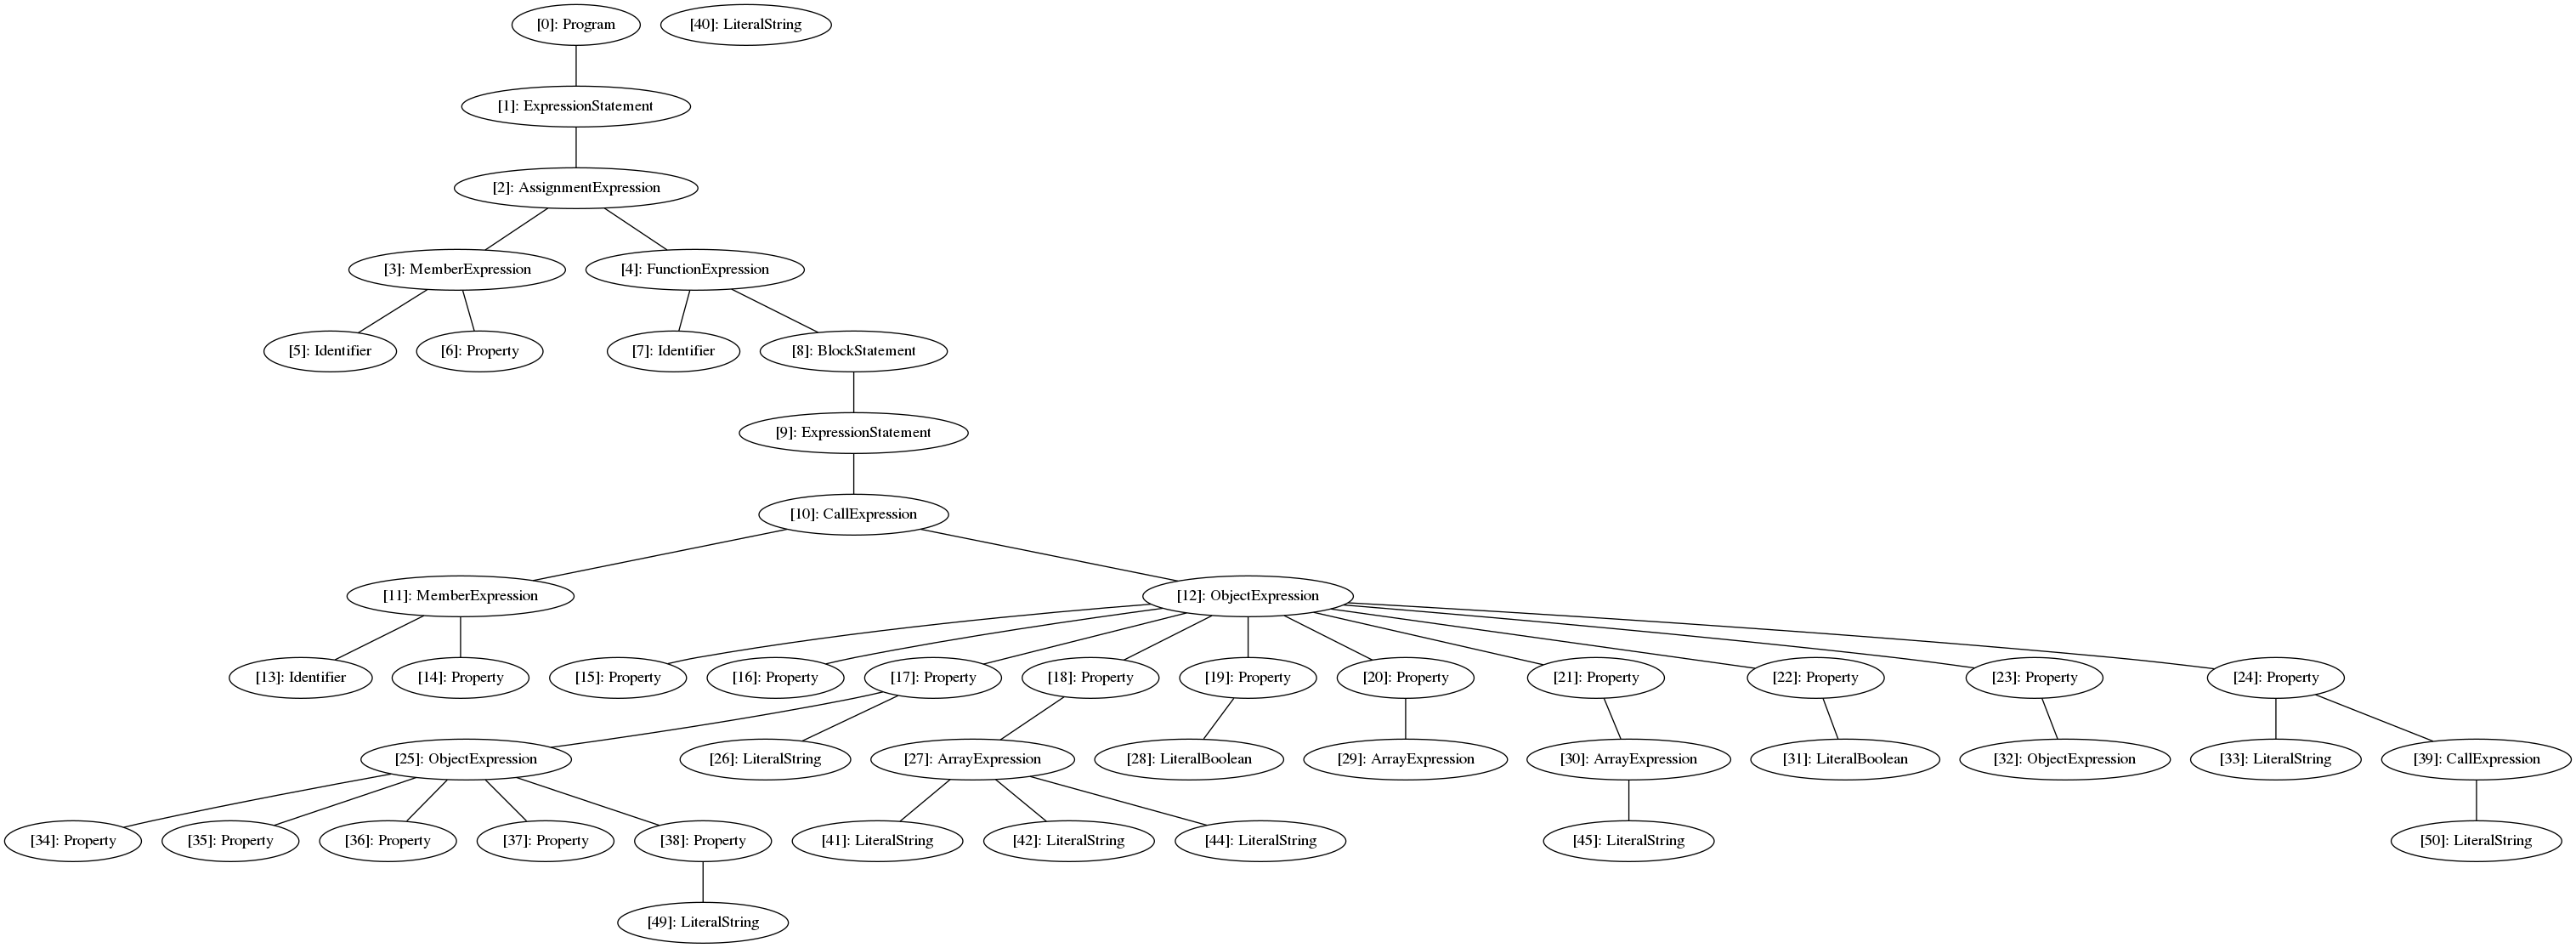 [0]: Program
[40]: LiteralString
[1]: ExpressionStatement
[2]: AssignmentExpression
[3]: MemberExpression
[4]: FunctionExpression
[5]: Identifier
[6]: Property
[7]: Identifier
[8]: BlockStatement
[9]: ExpressionStatement
[10]: CallExpression
[11]: MemberExpression
[12]: ObjectExpression
[13]: Identifier
[14]: Property
[15]: Property
[16]: Property
[17]: Property
[18]: Property
[19]: Property
[20]: Property
[21]: Property
[22]: Property
[23]: Property
[24]: Property
[25]: ObjectExpression
[26]: LiteralString
[27]: ArrayExpression
[28]: LiteralBoolean
[29]: ArrayExpression
[30]: ArrayExpression
[31]: LiteralBoolean
[32]: ObjectExpression
[33]: LiteralString
[39]: CallExpression
[34]: Property
[35]: Property
[36]: Property
[37]: Property
[38]: Property
[41]: LiteralString
[42]: LiteralString
[44]: LiteralString
[45]: LiteralString
[50]: LiteralString
[49]: LiteralString